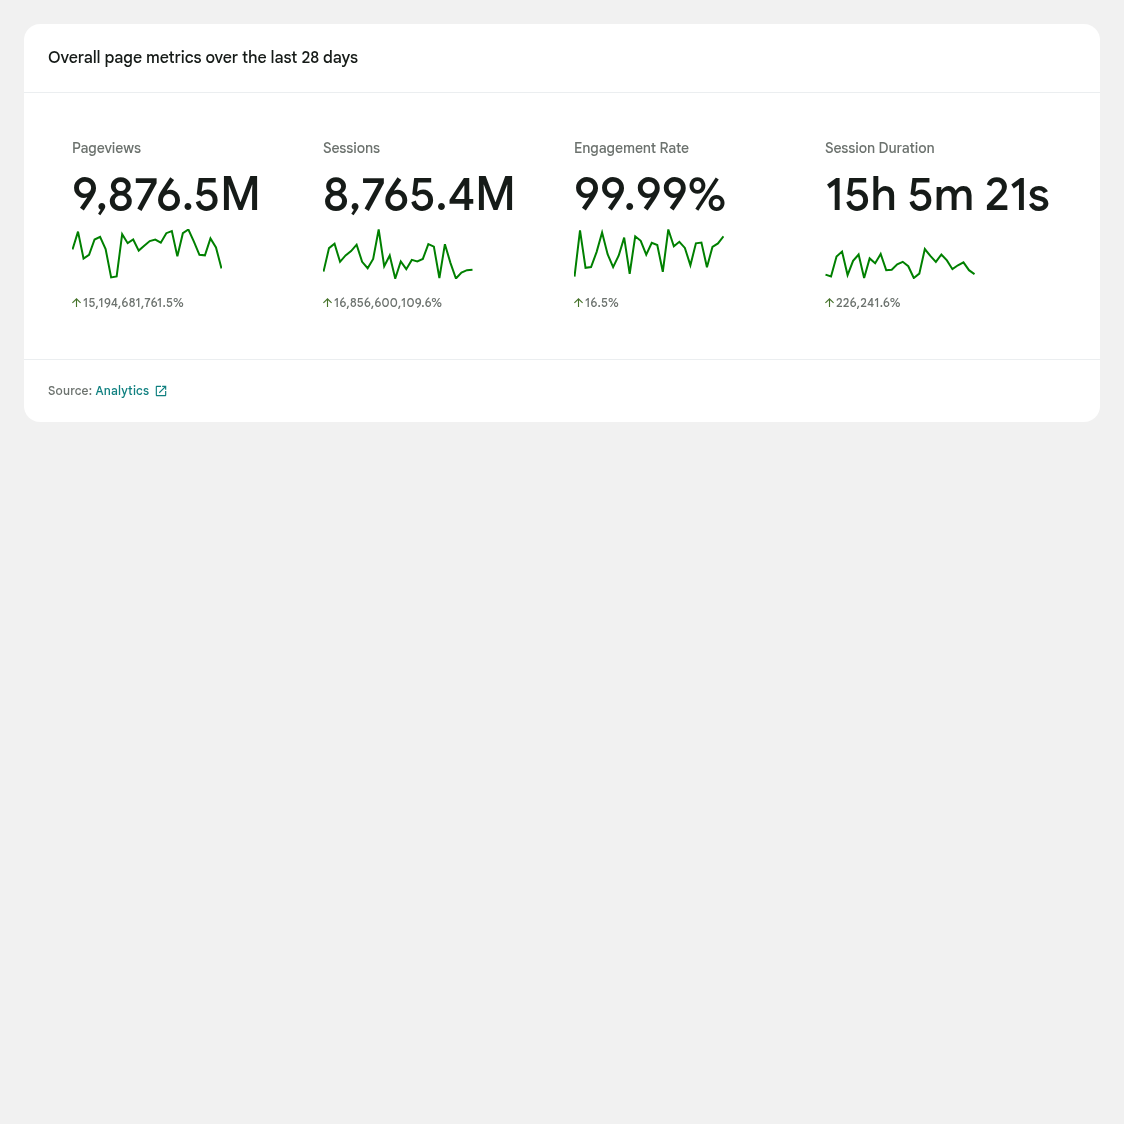 Overall page metrics over the last 28 days
Pageviews
9,876.5M
↑15,194,681,761.5%
Sessions
8,765.4M
↑16,856,600,109.6%
Engagement Rate
99.99%
↑16.5%
Session Duration
15h 5m 21s
↑226,241.6%
Source: Analytics